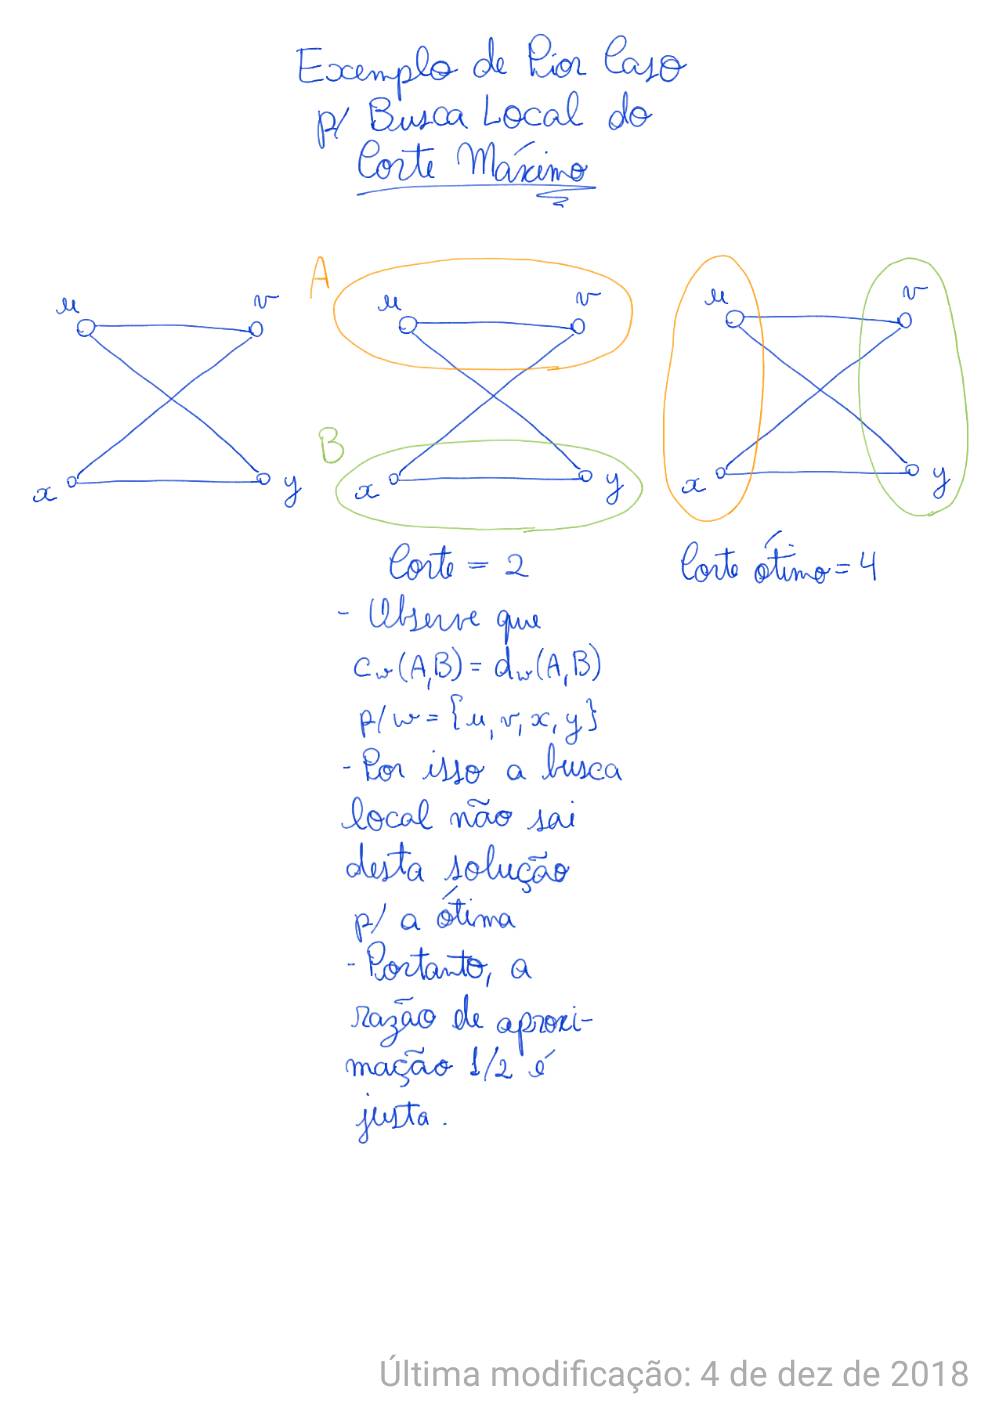 Exemplo de Pior Caso
p/ Busca Local do
Corte Máximo
u v
x y
A
u v
B
x y
u v
x y
Corte = 2
Corte ótimo = 4
- Observe que
c_w(A,B) = d_w(A,B)
p/ w = {u, v, x, y}
- Por isso a busca
local não sai
desta solução
p/ a ótima
- Portanto, a
razão de aproxi-
mação 1/2 é
justa.
Última modificação: 4 de dez de 2018